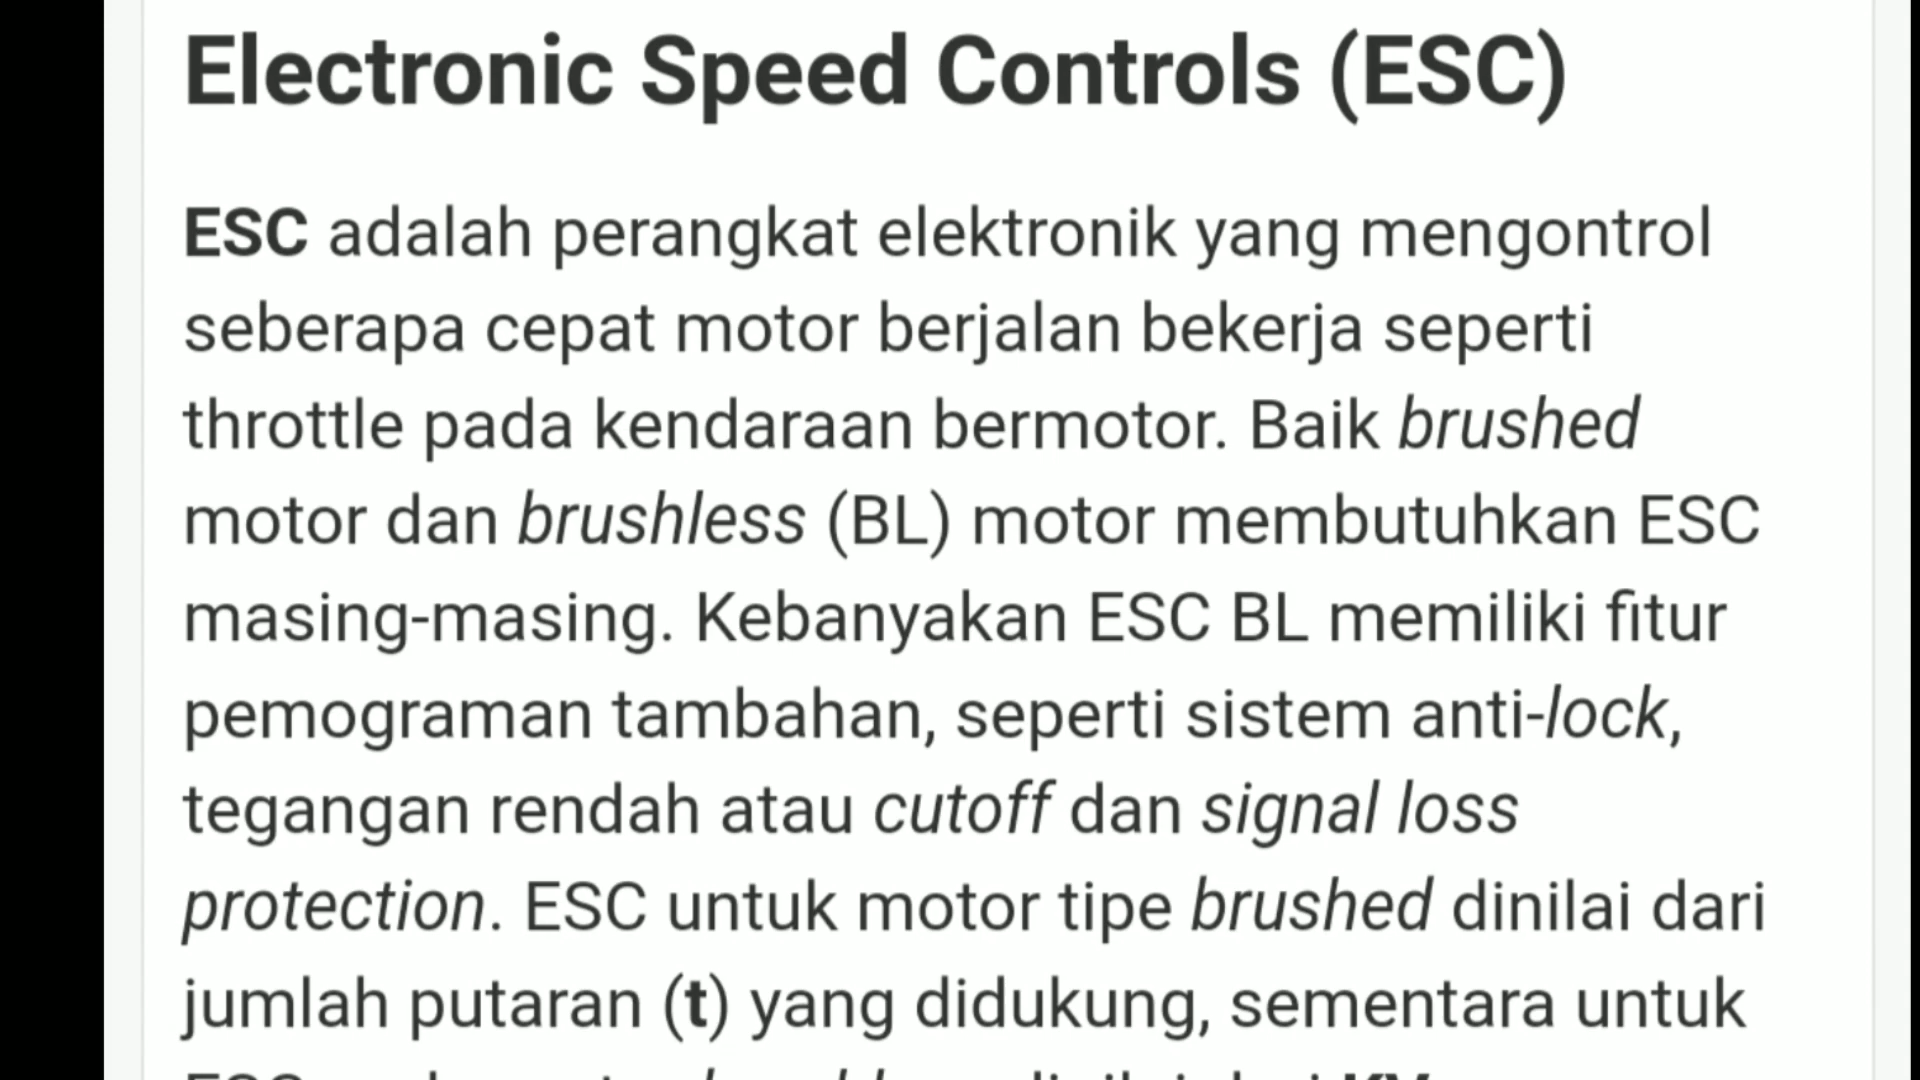 Electronic Speed Controls (ESC)
ESC adalah perangkat elektronik yang mengontrol
seberapa cepat motor berjalan bekerja seperti
throttle pada kendaraan bermotor. Baik brushed
motor dan brushless (BL) motor membutuhkan ESC
masing-masing. Kebanyakan ESC BL memiliki fitur
pemograman tambahan, seperti sistem anti-lock,
tegangan rendah atau cutoff dan signal loss
protection. ESC untuk motor tipe brushed dinilai dari
jumlah putaran (t) yang didukung, sementara untuk